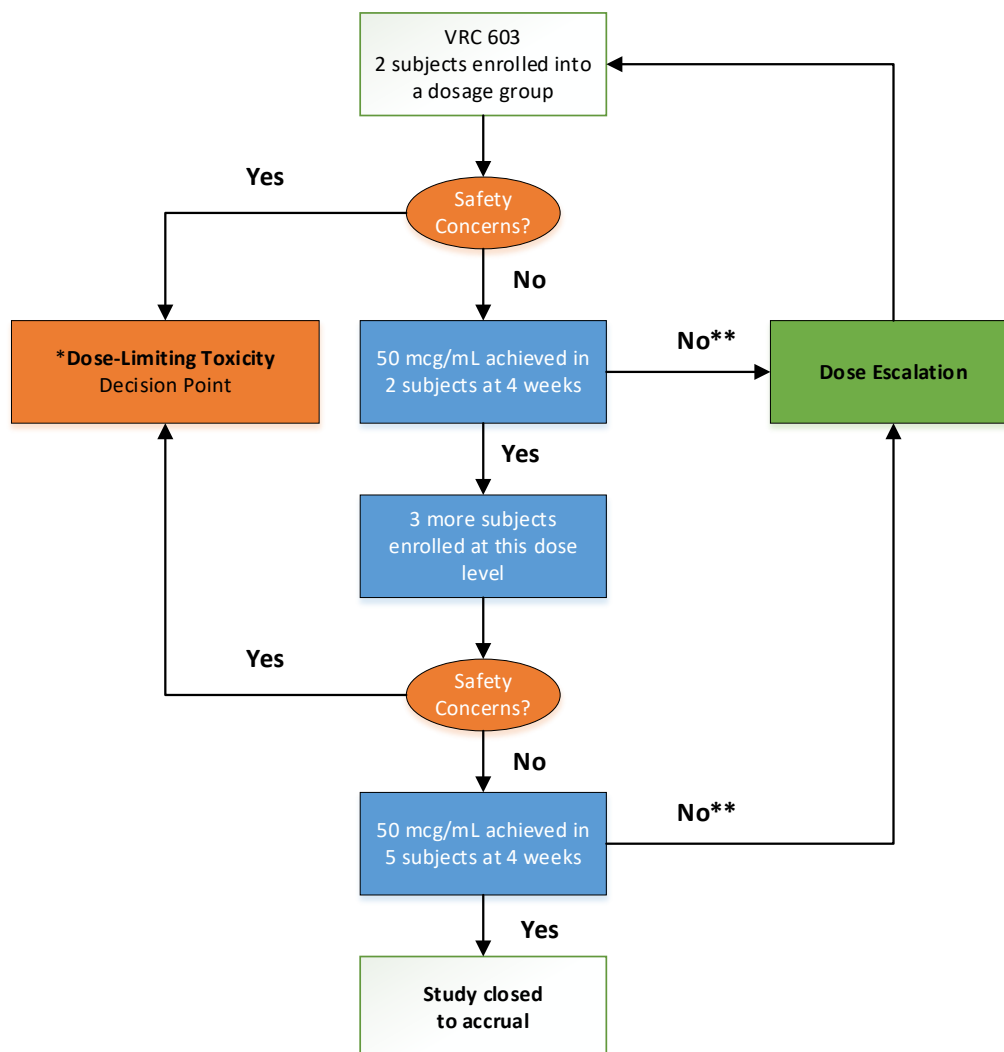 VRC 603
2 subjects enrolled into
a dosage group
Yes
Safety
Concerns?
No
*Dose-Limiting Toxicity
Decision Point
50 mcg/mL achieved in
2 subjects at 4 weeks
No**
Dose Escalation
Yes
3 more subjects
enrolled at this dose
level
Yes
Safety
Concerns?
No
50 mcg/mL achieved in
5 subjects at 4 weeks
No**
Yes
Study closed
to accrual